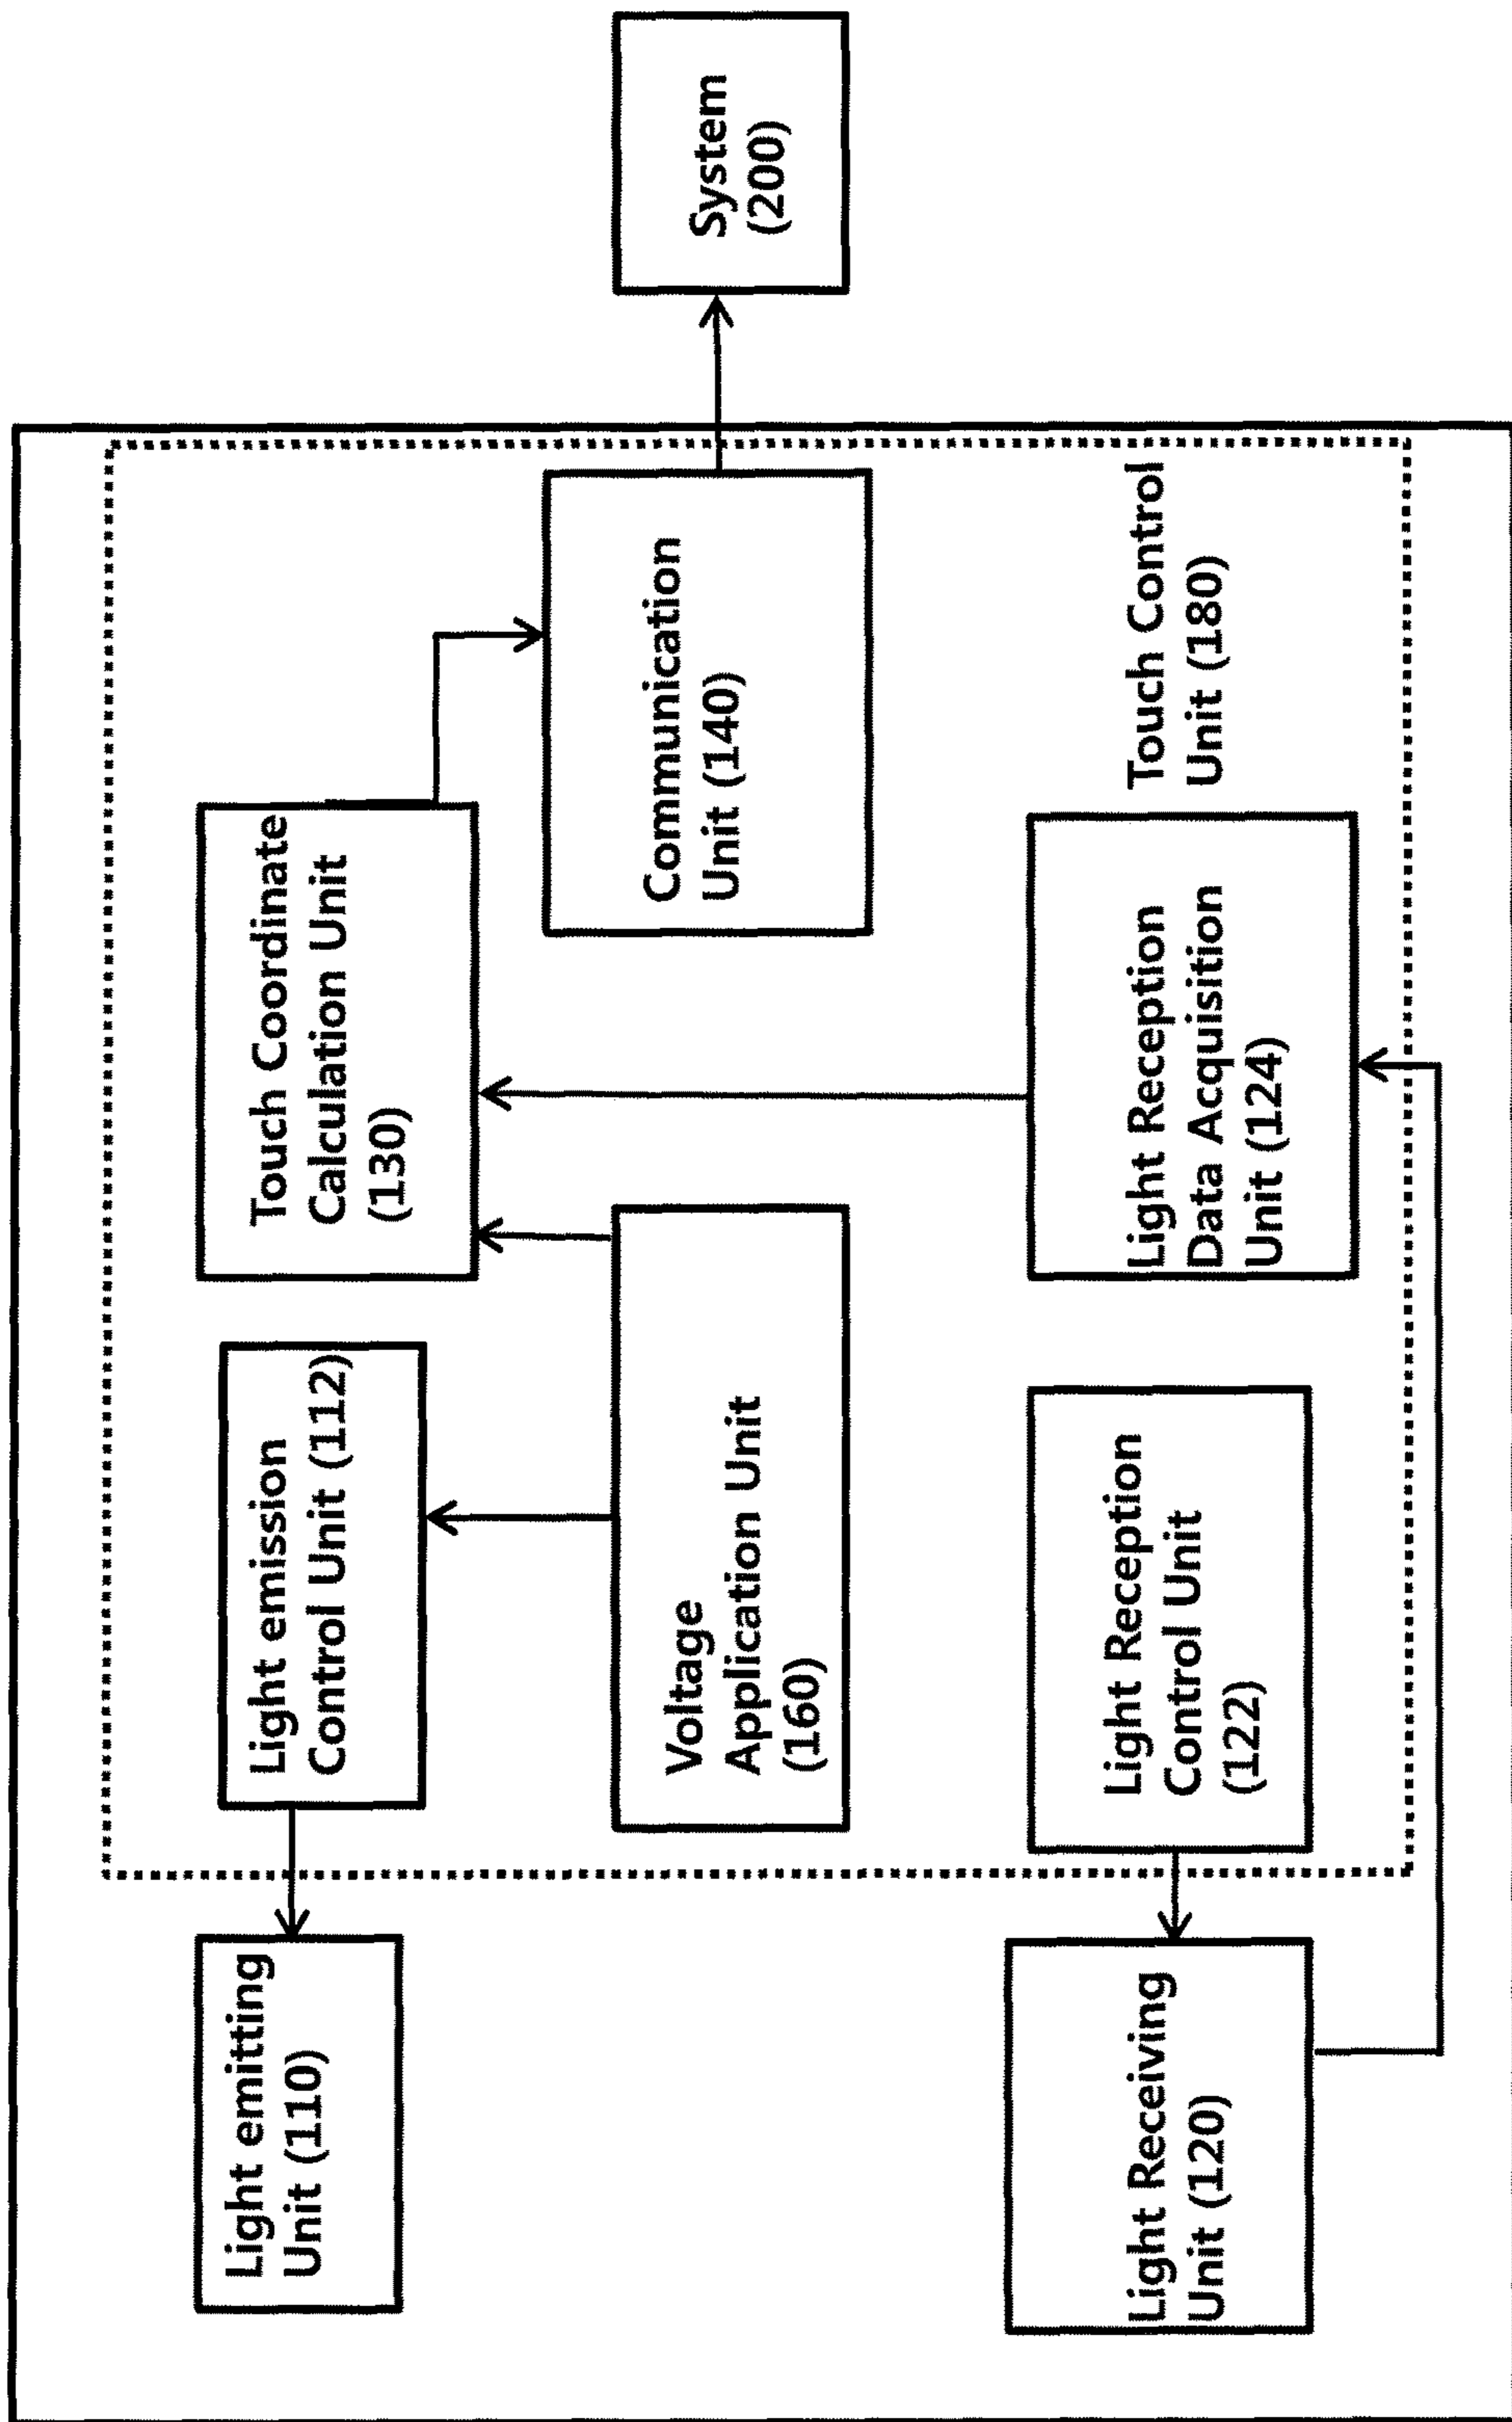 Light emitting
Unit (110)
Light emission
Control Unit (112)
Touch Coordinate
Calculation Unit
(130)
Voltage
Application Unit
(160)
Communication
Unit (140)
System
(200)
Light Receiving
Unit (120)
Light Reception
Control Unit
(122)
Light Reception
Data Acquisition
Unit (124)
Touch Control
Unit (180)